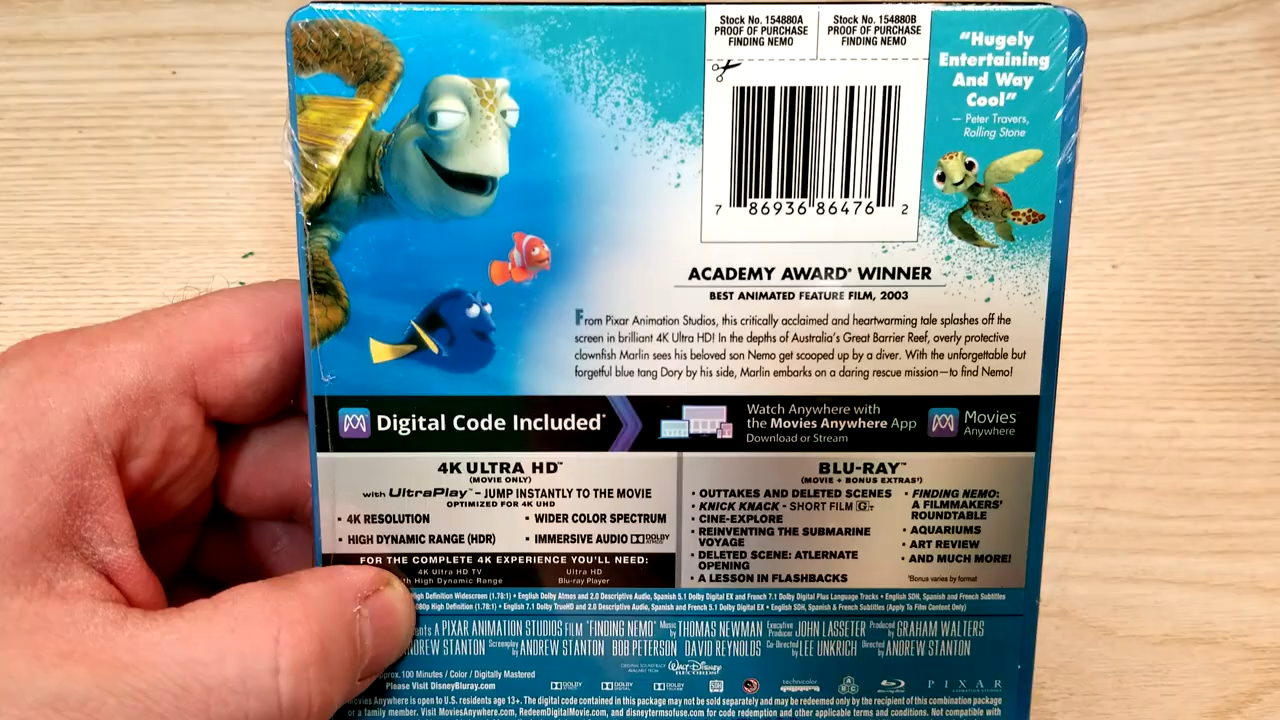 Stock No. 154880A
PROOF OF PURCHASE
FINDING NEMO
Stock No. 154880B
PROOF OF PURCHASE
FINDING NEMO
"Hugely
Entertaining
And Way
Cool"
— Peter Travers,
Rolling Stone
7 86936 86476 2
ACADEMY AWARD® WINNER
BEST ANIMATED FEATURE FILM, 2003
From Pixar Animation Studios, this critically acclaimed and heartwarming tale splashes off the
screen in brilliant 4K Ultra HD! In the depths of Australia's Great Barrier Reef, overly protective
clownfish Marlin sees his beloved son Nemo get scooped up by a diver. With the unforgettable but
forgetful blue tang Dory by his side, Marlin embarks on a daring rescue mission—to find Nemo!
Digital Code Included*
Watch Anywhere with
the Movies Anywhere App
Download or Stream
Movies
Anywhere
4K ULTRA HD™
(MOVIE ONLY)
with UltraPlay™ – JUMP INSTANTLY TO THE MOVIE
OPTIMIZED FOR 4K UHD
• 4K RESOLUTION
• WIDER COLOR SPECTRUM
• HIGH DYNAMIC RANGE (HDR)
• IMMERSIVE AUDIO DOLBY ATMOS
FOR THE COMPLETE 4K EXPERIENCE YOU'LL NEED:
4K Ultra HD TV
Ultra HD
High Dynamic Range
Blu-ray Player
BLU-RAY™
(MOVIE + BONUS EXTRAS†)
• OUTTAKES AND DELETED SCENES
• KNICK KNACK - SHORT FILM G
• CINE-EXPLORE
• REINVENTING THE SUBMARINE
VOYAGE
• DELETED SCENE: ATLERNATE
OPENING
• A LESSON IN FLASHBACKS
• FINDING NEMO:
A FILMMAKERS'
ROUNDTABLE
• AQUARIUMS
• ART REVIEW
• AND MUCH MORE!
†Bonus varies by format
High Definition Widescreen (1.78:1) • English Dolby Atmos and 2.0 Descriptive Audio, Spanish 5.1 Dolby Digital EX and French 7.1 Dolby Digital Plus Language Tracks • English SDH, Spanish and French Subtitles
1080p High Definition (1.78:1) • English 7.1 Dolby TrueHD and 2.0 Descriptive Audio, Spanish and French 5.1 Dolby Digital EX • English SDH, Spanish & French Subtitles (Apply To Film Content Only)
A PIXAR ANIMATION STUDIOS FILM "FINDING NEMO" Music by THOMAS NEWMAN Executive Producer JOHN LASSETER Produced by GRAHAM WALTERS
ANDREW STANTON Screenplay by ANDREW STANTON BOB PETERSON DAVID REYNOLDS Co-Directed by LEE UNKRICH Directed by ANDREW STANTON
ORIGINAL SOUNDTRACK
AVAILABLE FROM
WALT DISNEY
RECORDS
Approx. 100 Minutes / Color / Digitally Mastered
Please Visit DisneyBluray.com
DOLBY
DOLBY
DOLBY
technicolor
Blu-ray
PIXAR
ANIMATION STUDIOS
Movies Anywhere is open to U.S. residents age 13+. The digital code contained in this package may not be sold separately and may be redeemed only by the recipient of this combination package
or a family member. Visit MoviesAnywhere.com, RedeemDigitalMovie.com, and disneytermsofuse.com for code redemption and other applicable terms and conditions. Not compatible with